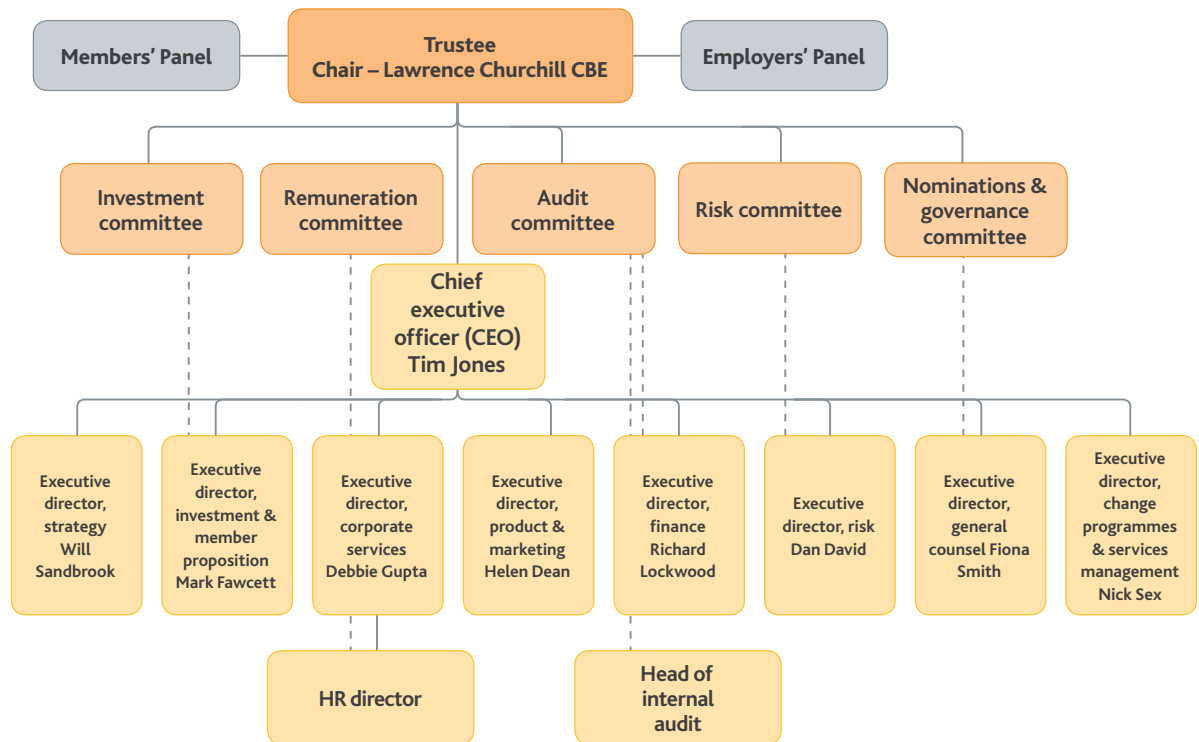 Members’ Panel
Trustee
Chair – Lawrence Churchill CBE
Employers’ Panel
Investment
committee
Remuneration
committee
Audit
committee
Risk committee
Nominations &
governance
committee
Chief
executive
officer (CEO)
Tim Jones
Executive
director,
strategy
Will
Sandbrook
Executive
director,
investment &
member
proposition
Mark Fawcett
Executive
director,
corporate
services
Debbie Gupta
Executive
director,
product &
marketing
Helen Dean
Executive
director,
finance
Richard
Lockwood
Executive
director, risk
Dan David
Executive
director,
general
counsel Fiona
Smith
Executive
director,
change
programmes
& services
management
Nick Sex
HR director
Head of
internal
audit